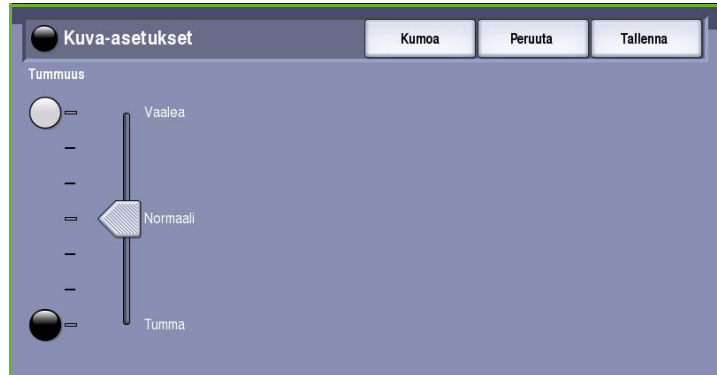 Kuva-asetukset
Kumoa
Peruuta
Tallenna
Tummuus
Vaalea
Normaali
Tumma